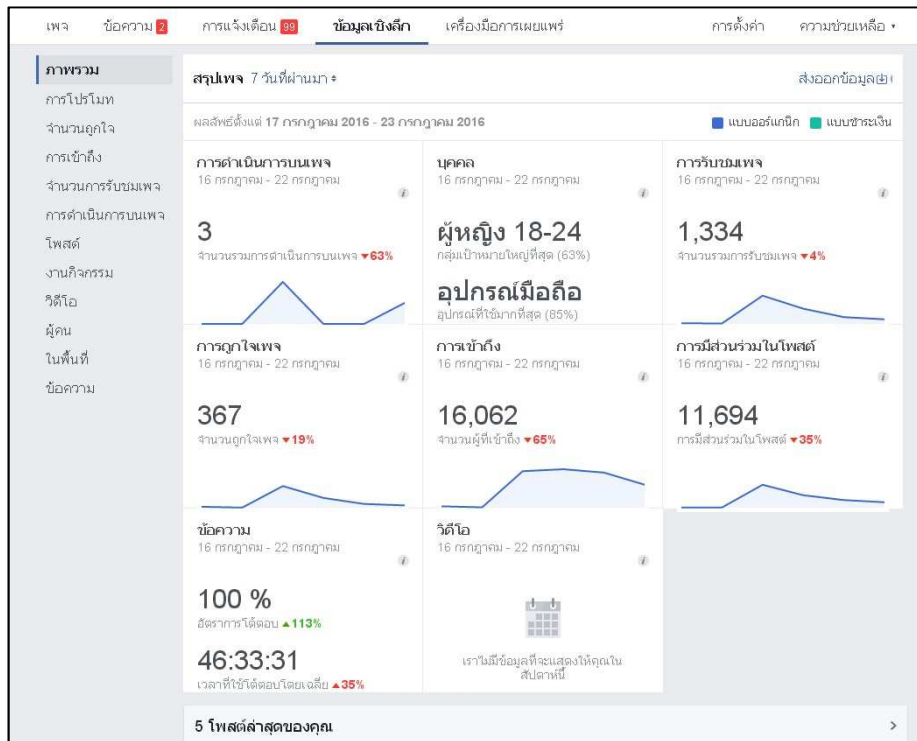 เพจ ข้อความ 2 การแจ้งเตือน 99 ข้อมูลเชิงลึก เครื่องมือการเผยแพร่ การตั้งค่า ความช่วยเหลือ
ภาพรวม
การโปรโมท
จำนวนถูกใจ
การเข้าถึง
จำนวนการรับชมเพจ
การดำเนินการบนเพจ
โพสต์
งานกิจกรรม
วิดีโอ
ผู้คน
ในพื้นที่
ข้อความ
สรุปเพจ 7 วันที่ผ่านมา ส่งออกข้อมูล
ผลลัพธ์ตั้งแต่ 17 กรกฎาคม 2016 - 23 กรกฎาคม 2016 แบบออร์แกนิก แบบชำระเงิน
การดำเนินการบนเพจ
16 กรกฎาคม - 22 กรกฎาคม
3
จำนวนรวมการดำเนินการบนเพจ ▼63%
บุคคล
16 กรกฎาคม - 22 กรกฎาคม
ผู้หญิง 18-24
กลุ่มเป้าหมายใหญ่ที่สุด (63%)
อุปกรณ์มือถือ
อุปกรณ์ที่ใช้มากที่สุด (85%)
การรับชมเพจ
16 กรกฎาคม - 22 กรกฎาคม
1,334
จำนวนรวมการรับชมเพจ ▼4%
การถูกใจเพจ
16 กรกฎาคม - 22 กรกฎาคม
367
จำนวนถูกใจเพจ ▼19%
การเข้าถึง
16 กรกฎาคม - 22 กรกฎาคม
16,062
จำนวนผู้ที่เข้าถึง ▼65%
การมีส่วนร่วมในโพสต์
16 กรกฎาคม - 22 กรกฎาคม
11,694
การมีส่วนร่วมในโพสต์ ▼35%
ข้อความ
16 กรกฎาคม - 22 กรกฎาคม
100 %
อัตราการโต้ตอบ ▲113%
46:33:31
เวลาที่ใช้โต้ตอบโดยเฉลี่ย ▲35%
วิดีโอ
16 กรกฎาคม - 22 กรกฎาคม
เราไม่มีข้อมูลที่จะแสดงให้คุณใน
สัปดาห์นี้
5 โพสต์ล่าสุดของคุณ